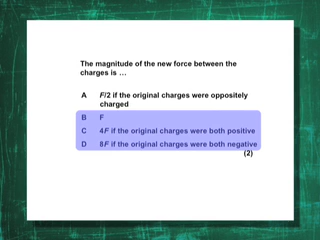 The magnitude of the new force between the
charges is ...
A F/2 if the original charges were oppositely
charged
B F
C 4F if the original charges were both positive
D 8F if the original charges were both negative
(2)